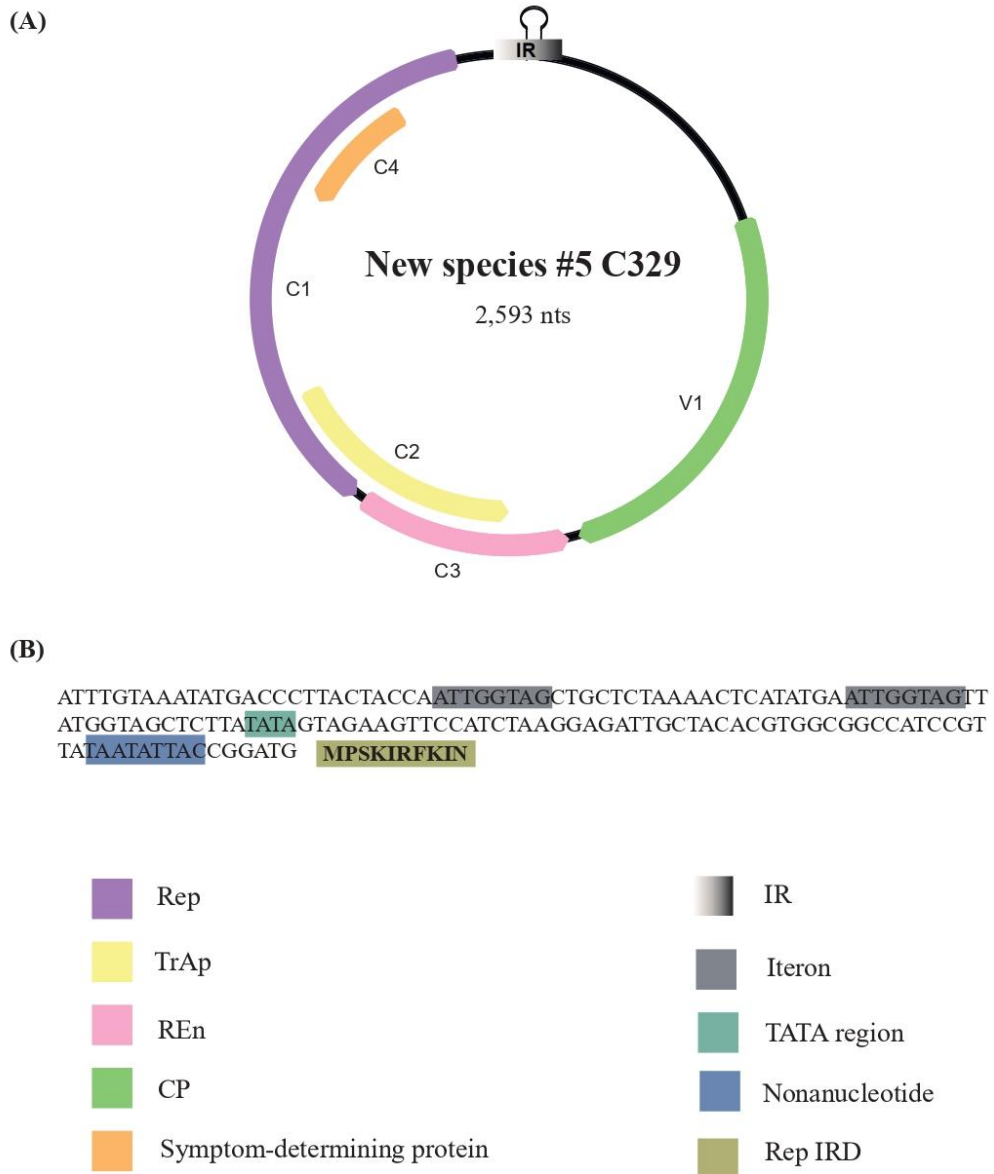 (A)
IR
C4
New species #5 C329
C1
2,593 nts
V1
C2
C3
(B)
ATTTGTAAATATGACCCTTACTACCAATTGGTAGCTGCTCTAAAACTCATATGAATTGGTAGTT
ATGGTAGCTCTTATATAGTAGAAGTTCCATCTAAGGAGATTGCTACACGTGGCGGCCATCCGT
TATAATATTACCGGATG MPSKIRFKIN
Rep
TrAp
REn
CP
Symptom-determining protein
IR
Iteron
TATA region
Nonanucleotide
Rep IRD